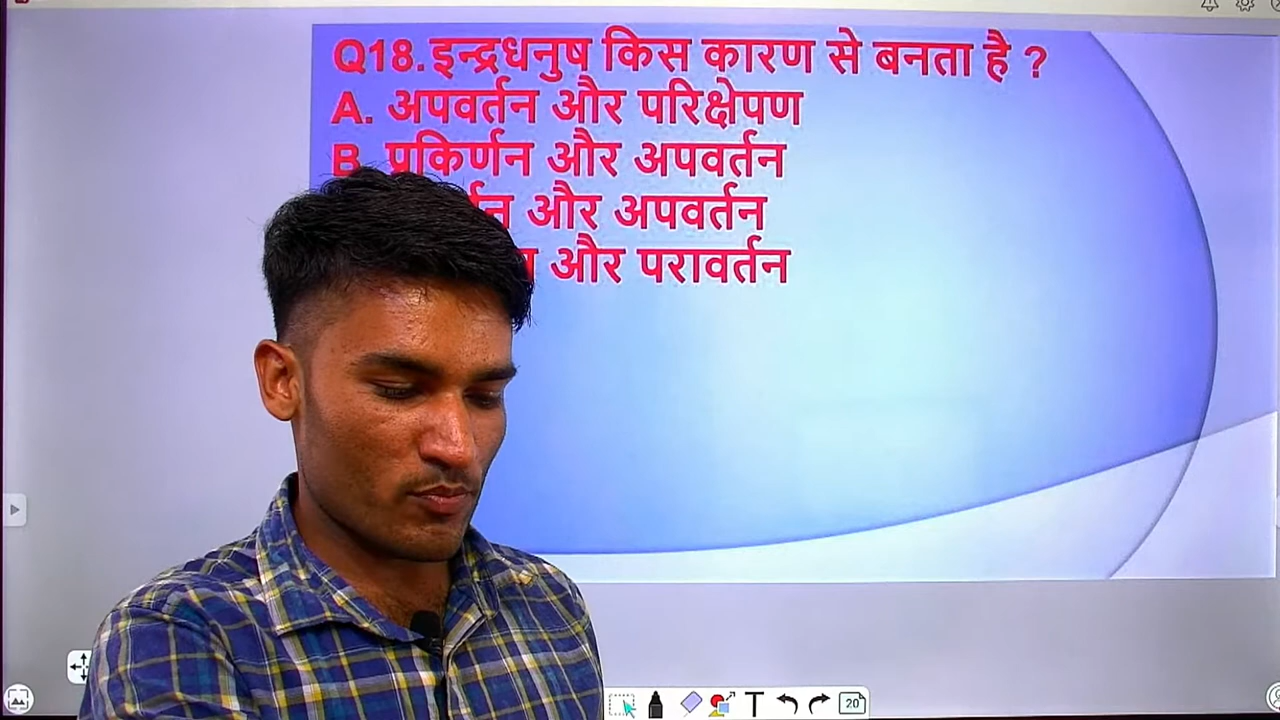 Q18.इन्द्रधनुष किस कारण से बनता है ?
A. अपवर्तन और परिक्षेपण
B. प्रकिर्णन और अपवर्तन
और अपवर्तन
और परावर्तन
20